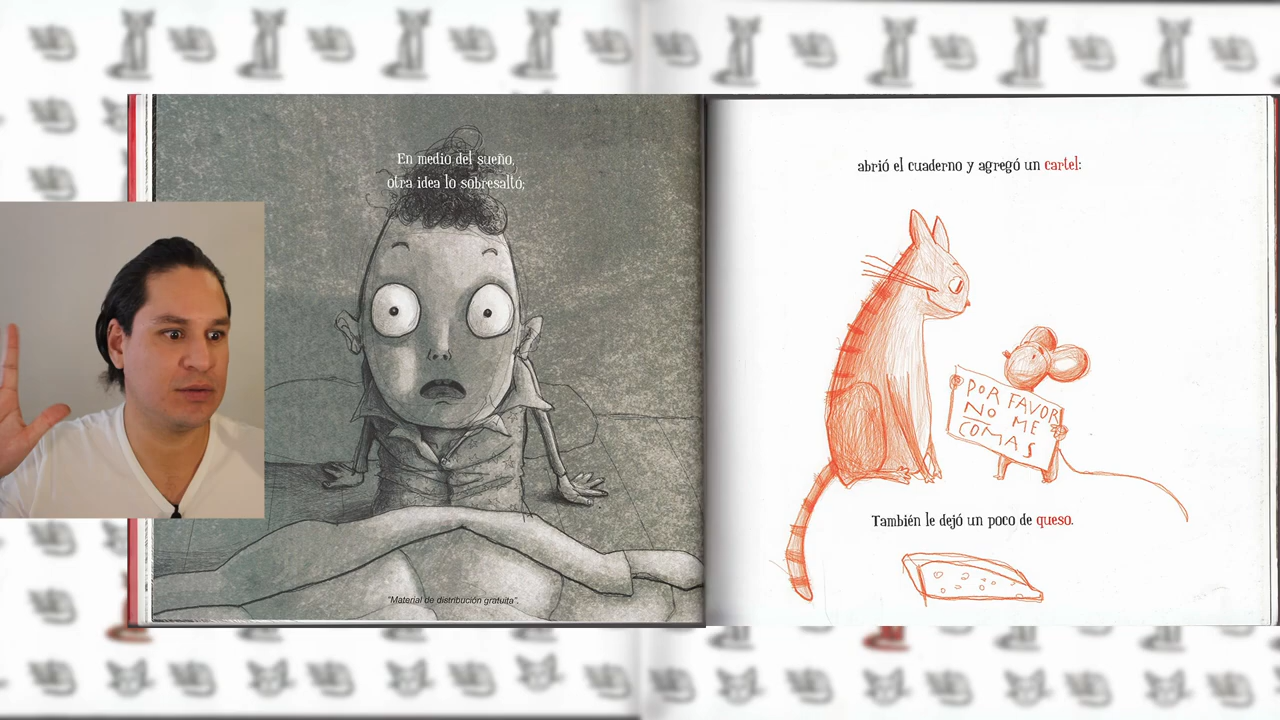 En medio del sueño,
otra idea lo sobresaltó;
"Material de distribución gratuita".
abrió el cuaderno y agregó un cartel:
POR FAVOR
NO ME
COMAS
También le dejó un poco de queso.